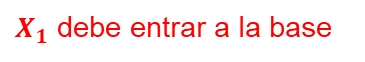 X₁ debe entrar a la base